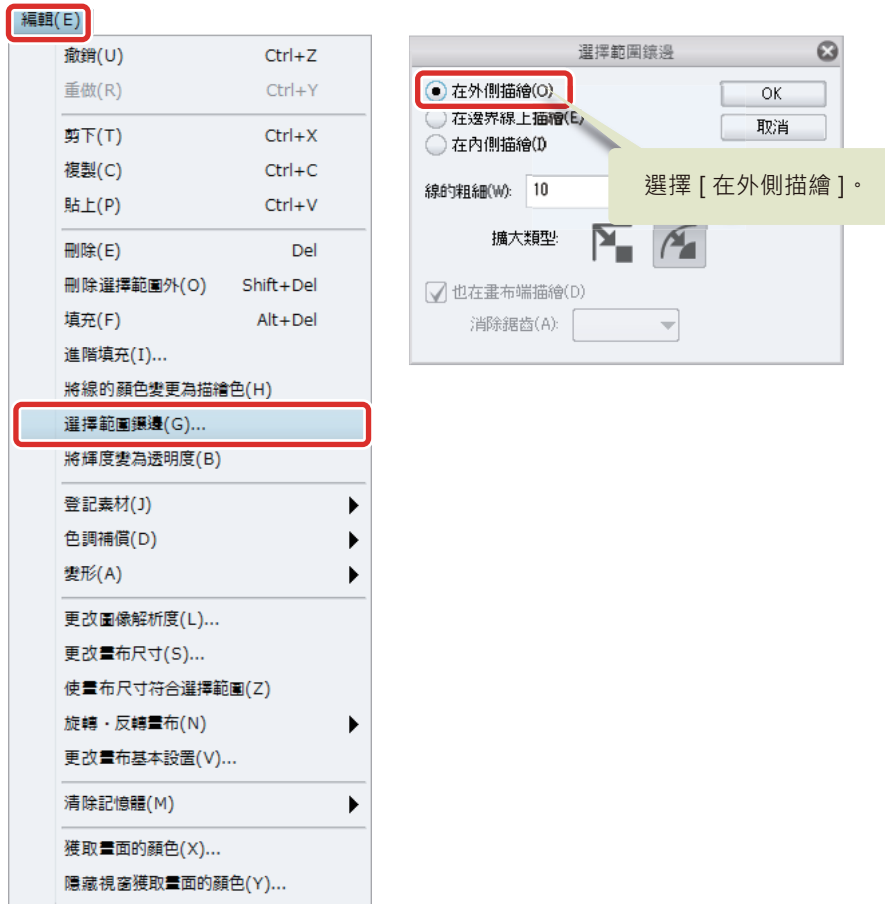 編輯(E)
撤銷(U) Ctrl+Z
重做(R) Ctrl+Y
剪下(T) Ctrl+X
複製(C) Ctrl+C
貼上(P) Ctrl+V
刪除(E) Del
刪除選擇範圍外(O) Shift+Del
填充(F) Alt+Del
進階填充(I)...
將線的顏色變更為描繪色(H)
選擇範圍鑲邊(G)...
將輝度變為透明度(B)
登記素材(J)
色調補償(D)
變形(A)
更改圖像解析度(L)...
更改畫布尺寸(S)...
使畫布尺寸符合選擇範圍(Z)
旋轉・反轉畫布(N)
更改畫布基本設置(V)...
清除記憶體(M)
獲取畫面的顏色(X)...
隱藏視窗獲取畫面的顏色(Y)...
選擇範圍鑲邊
在外側描繪(O)
OK
在邊界線上描繪(E)
取消
在內側描繪(I)
選擇 [ 在外側描繪 ]。
線的粗細(W): 10
擴大類型:
也在畫布端描繪(D)
消除鋸齒(A):